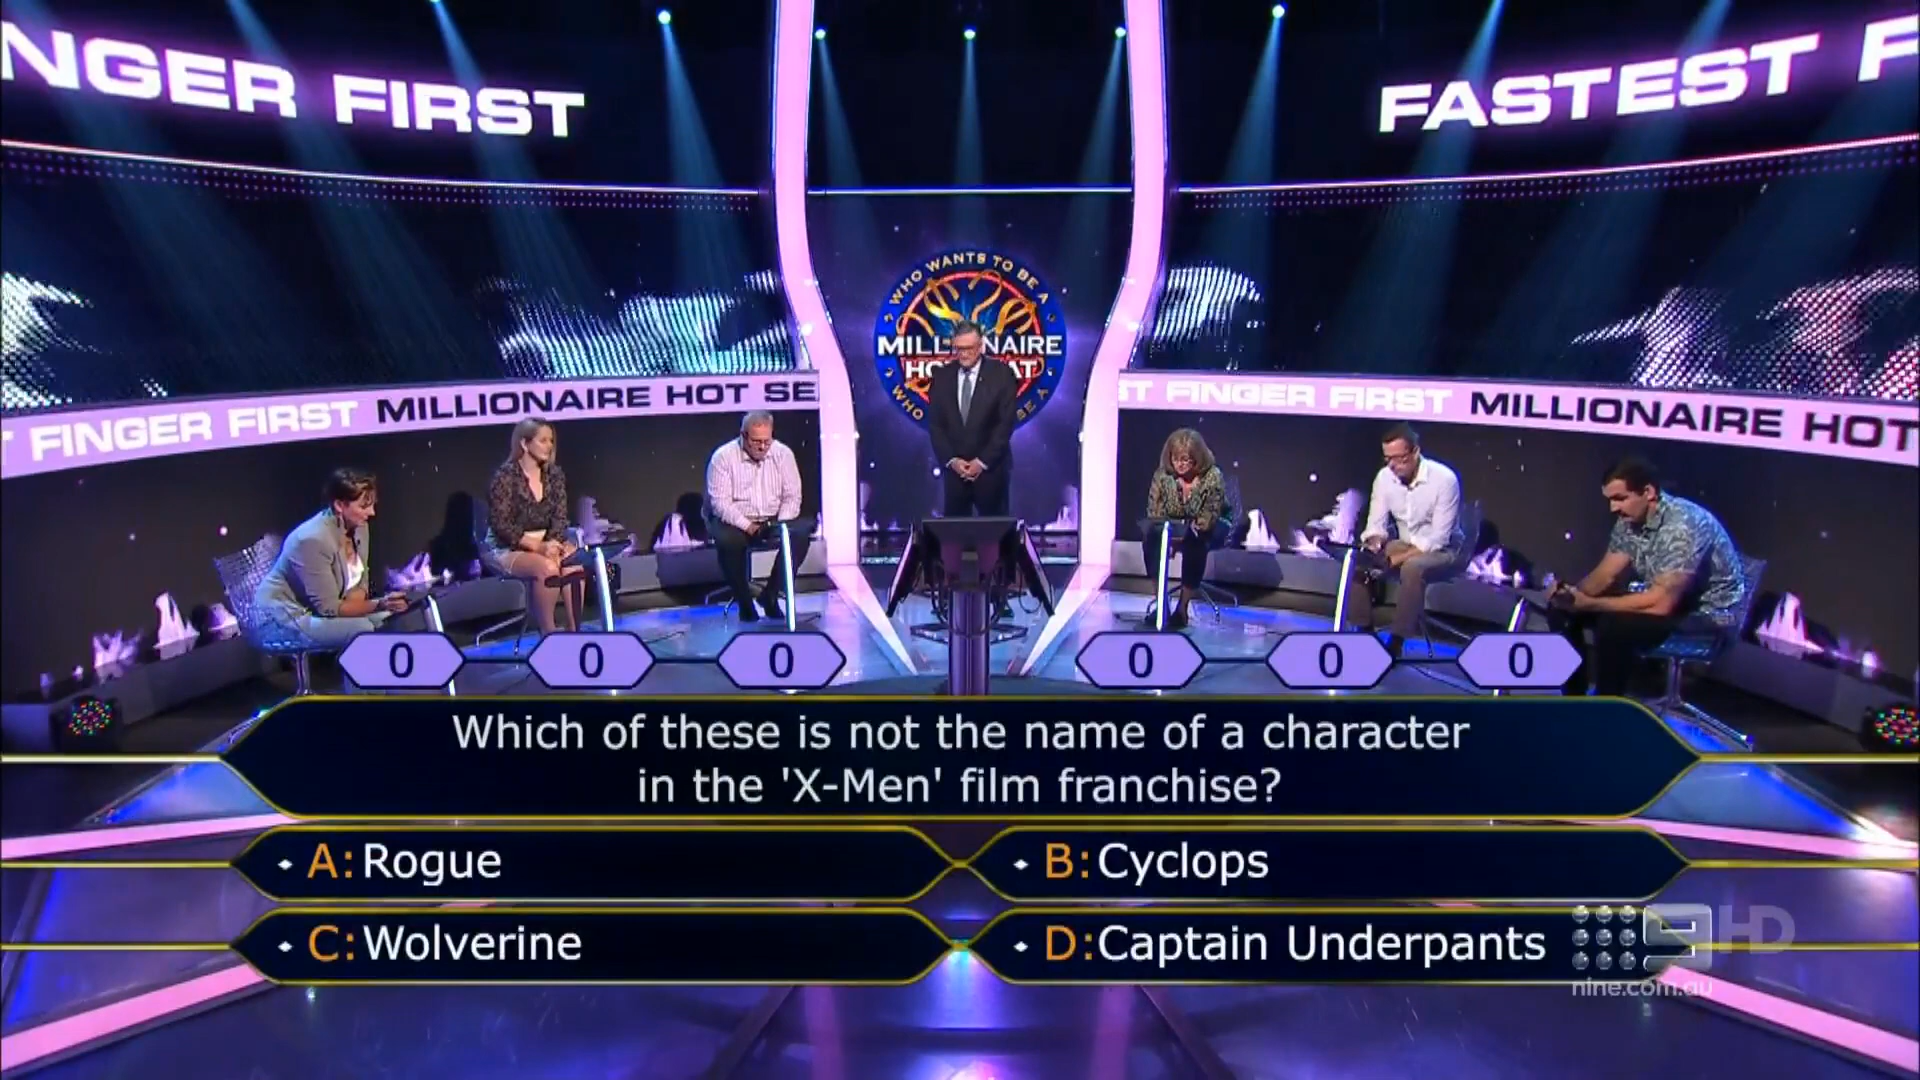 NGER FIRST
FASTEST F
WHO WANTS TO BE A
MILLIONAIRE
FINGER FIRST MILLIONAIRE HOT SE
ST FINGER FIRST MILLIONAIRE HOT
0 0 0 0 0 0
Which of these is not the name of a character
in the 'X-Men' film franchise?
A: Rogue
B: Cyclops
C: Wolverine
D: Captain Underpants
9HD
nine.com.au